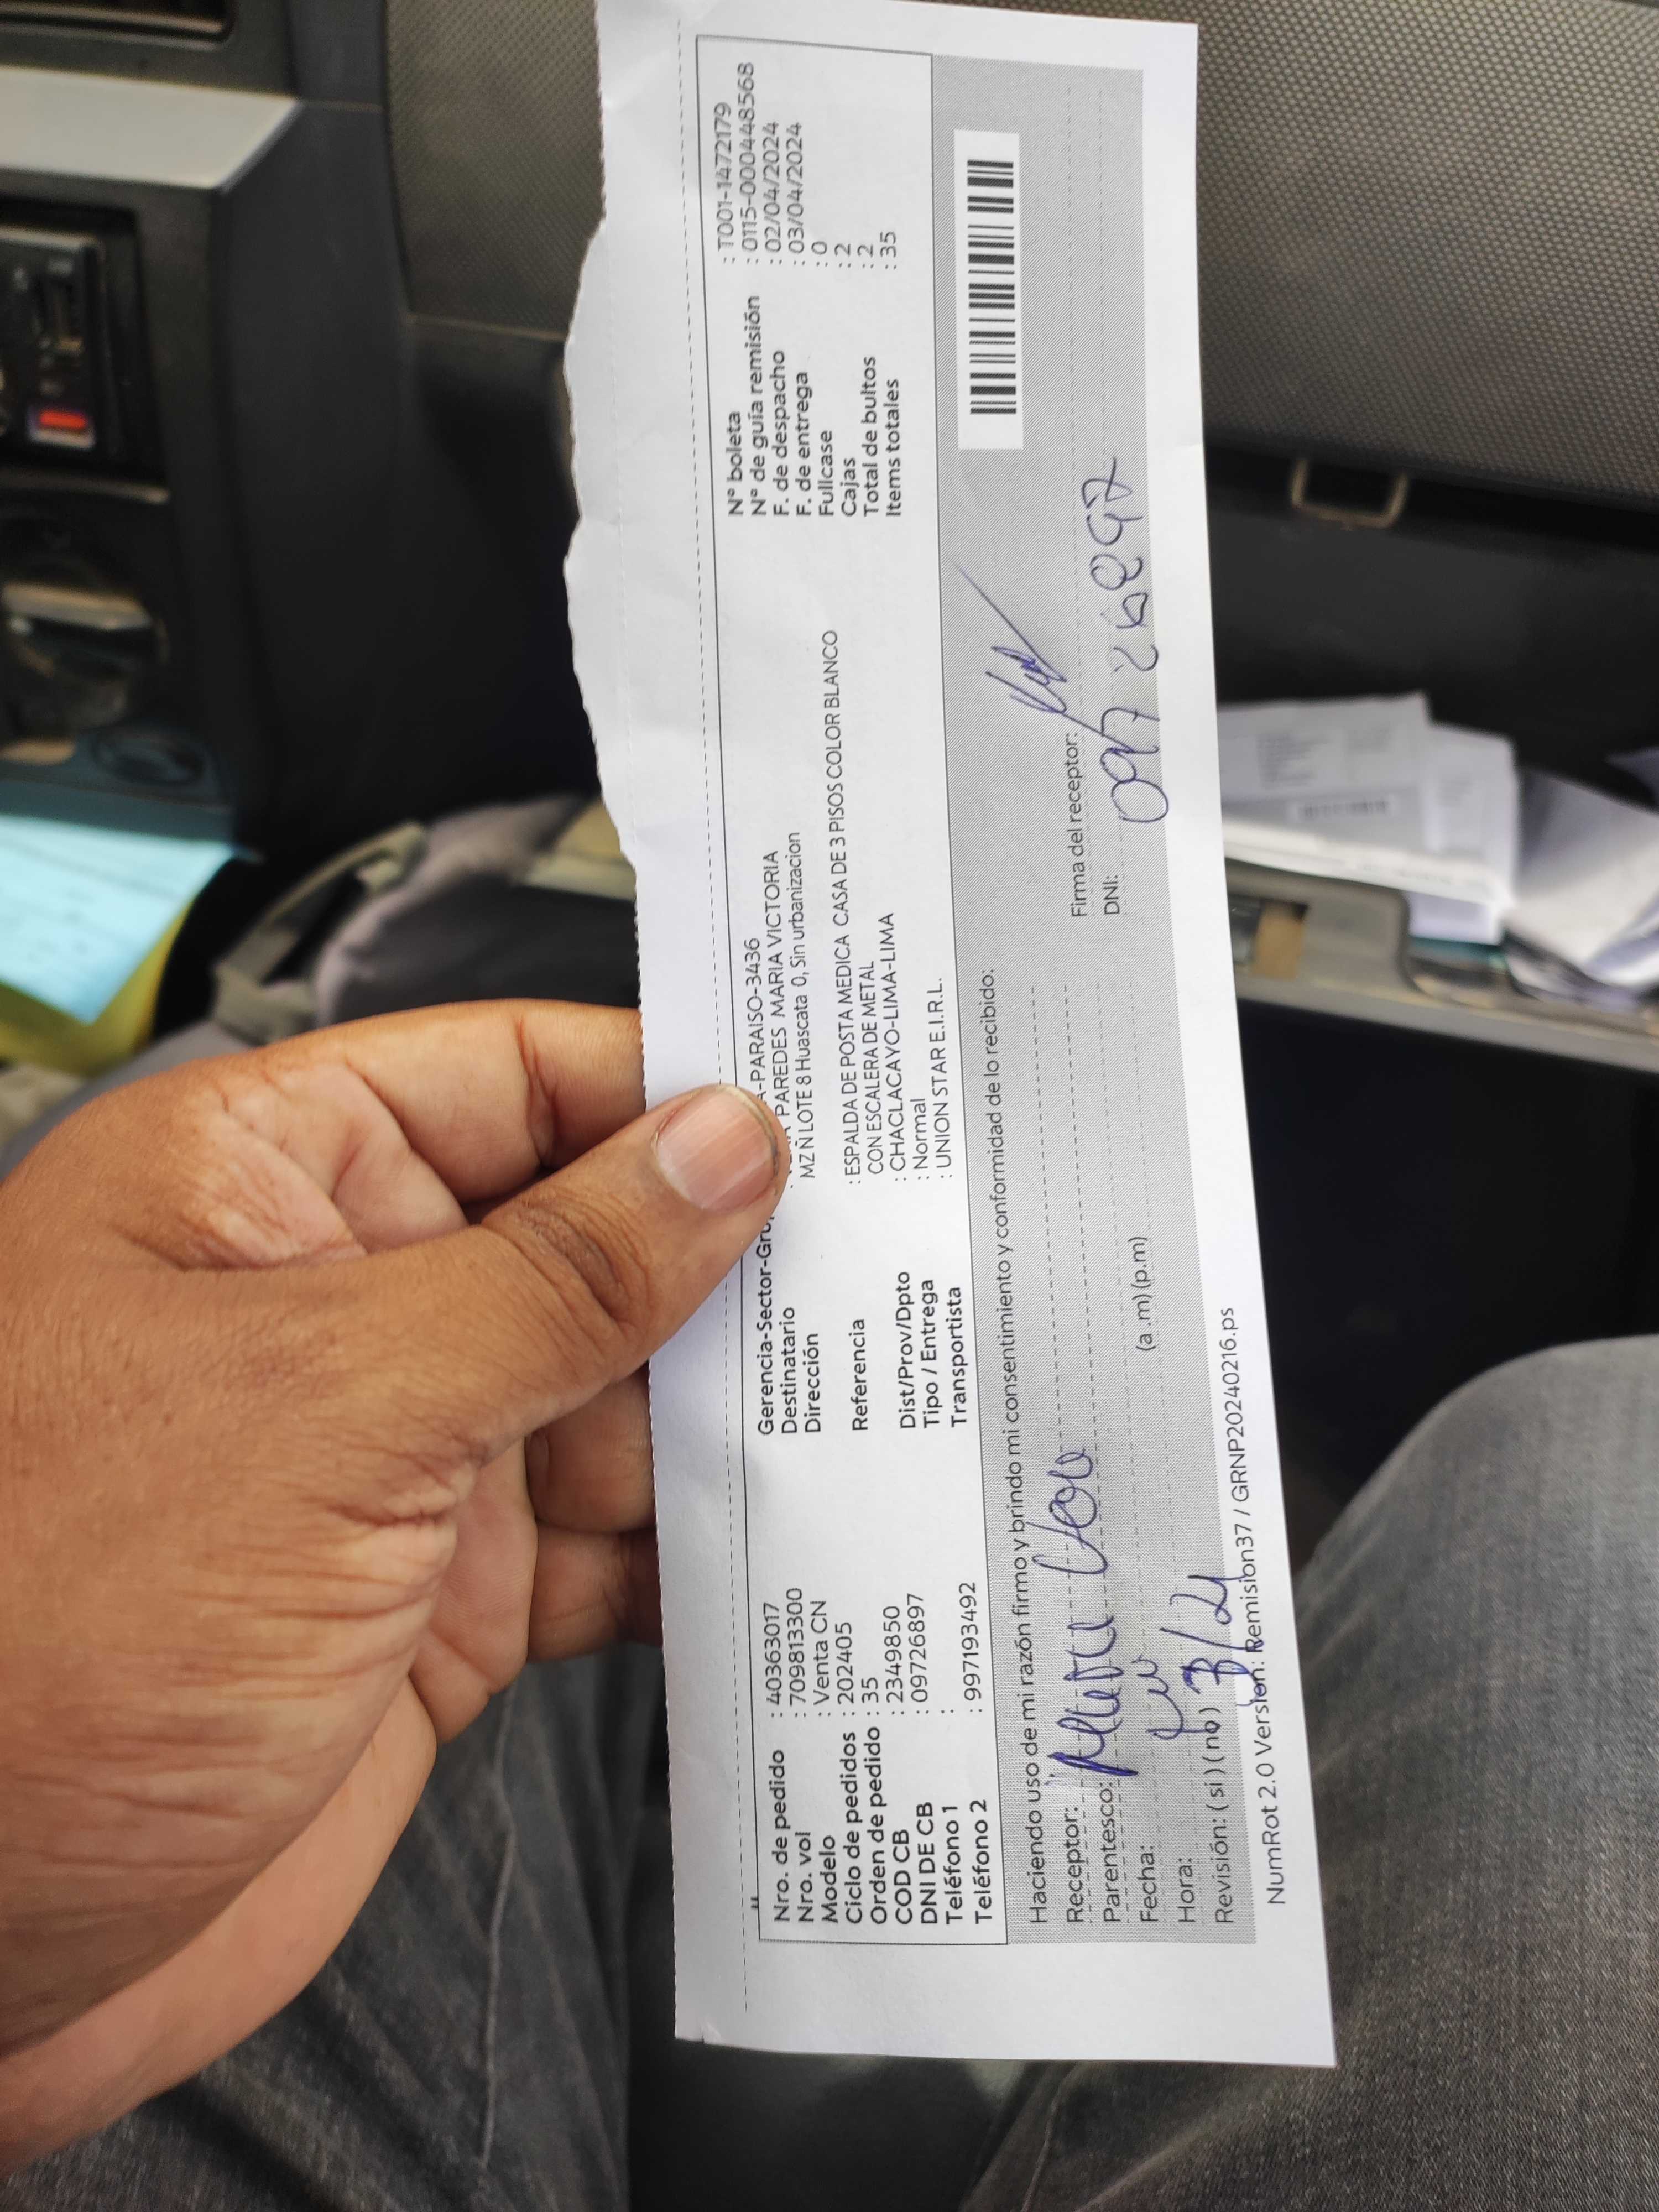 Nro. de pedido : 40363017
Nro. vol : 709813300
Modelo : Venta CN
Ciclo de pedidos : 202405
Orden de pedido : 35
COD CB : 2349850
DNI DE CB : 09726897
Teléfono 1 :
Teléfono 2 : 997193492
Gerencia-Sector-Gru A-PARAISO-3436
Destinatario : PAREDES MARIA VICTORIA
Dirección MZ Ñ LOTE 8 Huascata 0, Sin urbanizacion
Referencia : ESPALDA DE POSTA MEDICA CASA DE 3 PISOS COLOR BLANCO
CON ESCALERA DE METAL
Dist/Prov/Dpto : CHACLACAYO-LIMA-LIMA
Tipo / Entrega : Normal
Transportista : UNION STAR E.I.R.L.
N° boleta : T001-1472179
N° de guía remisión : 0115-0004448568
F. de despacho : 02/04/2024
F. de entrega : 03/04/2024
Fullcase : 0
Cajas : 2
Total de bultos : 2
Items totales : 35
Haciendo uso de mi razón firmo y brindo mi consentimiento y conformidad de lo recibido:
Receptor:
Parentesco:
Fecha:
Hora: (a .m) (p.m)
Revisión: ( si ) ( no ) 3/4
Firma del receptor:
DNI: 09726897
NumRot 2.0 Version: Remision37 / GRNP20240216.ps